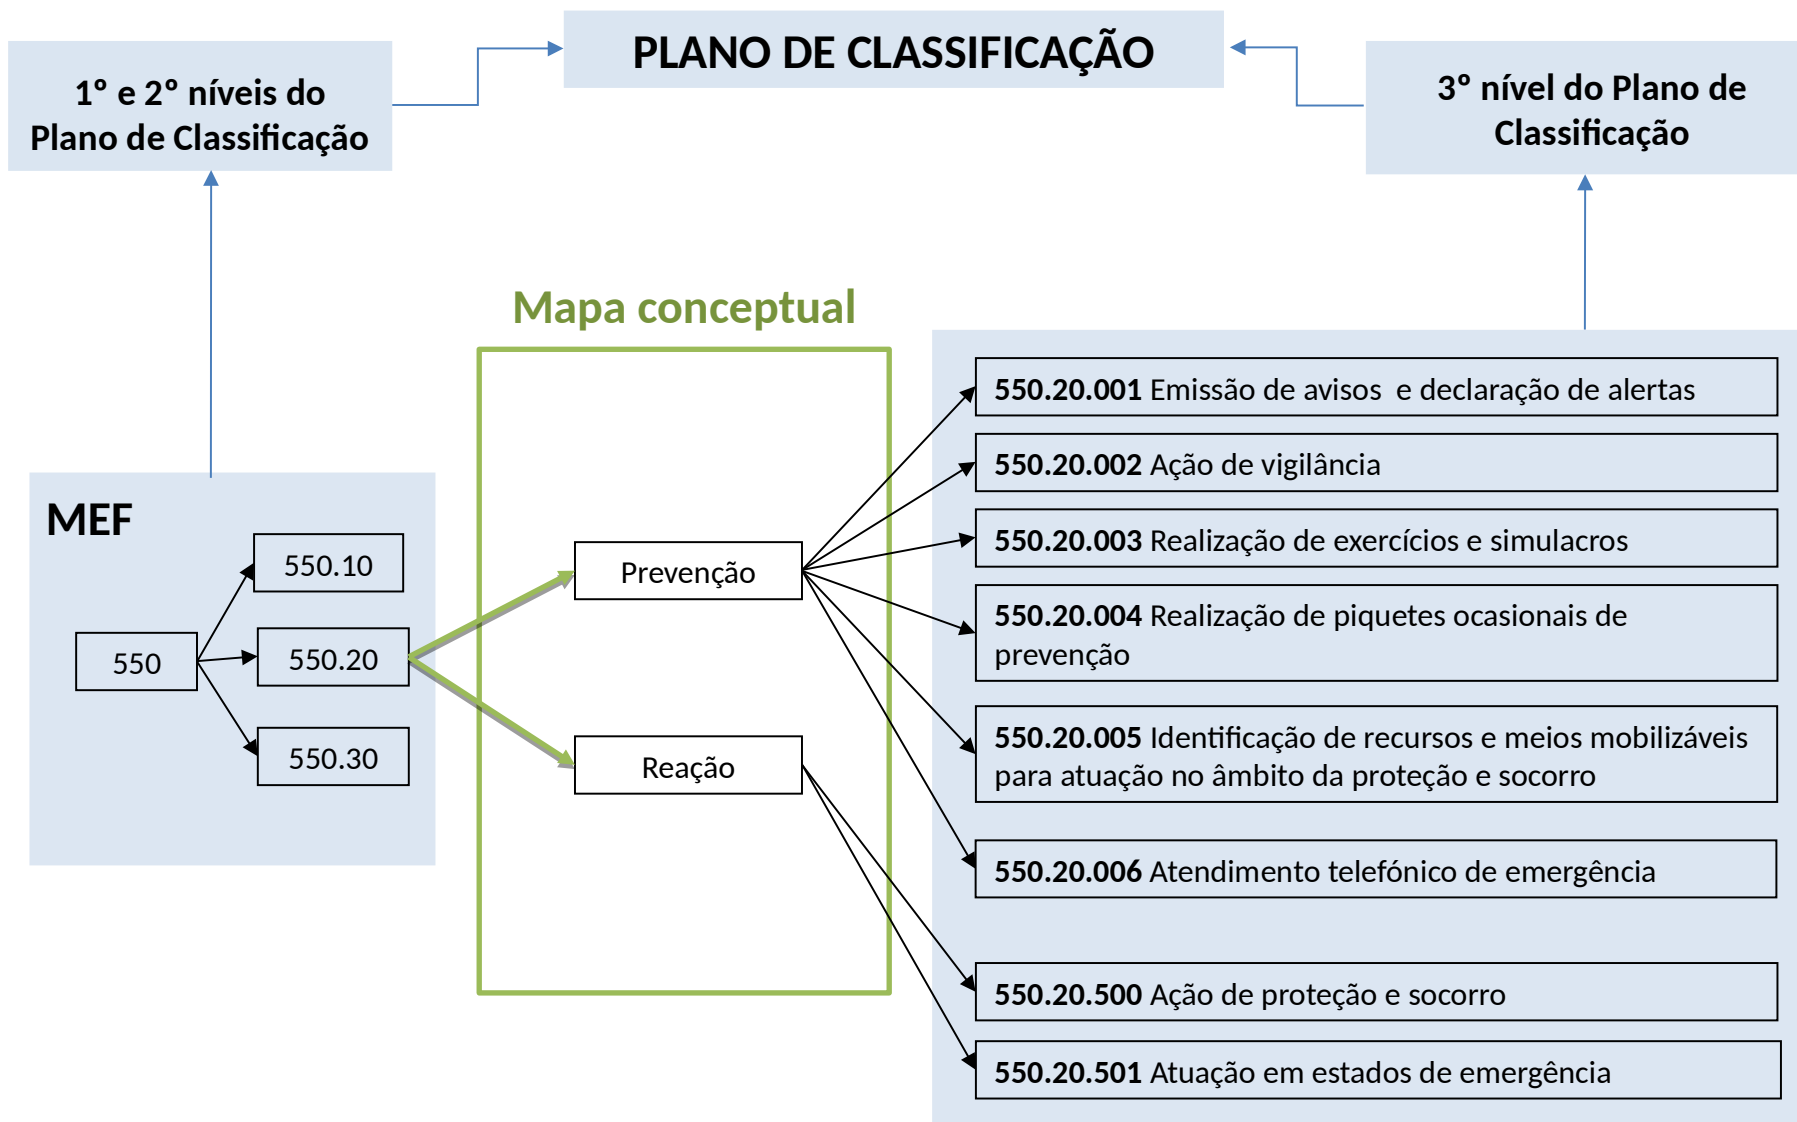 PLANO DE CLASSIFICAÇÃO
1º e 2º níveis do
Plano de Classificação
3º nível do Plano de
Classificação
Mapa conceptual
MEF
550
550.10
550.20
550.30
Prevenção
Reação
550.20.001 Emissão de avisos  e declaração de alertas
550.20.002 Ação de vigilância
550.20.003 Realização de exercícios e simulacros
550.20.004 Realização de piquetes ocasionais de
prevenção
550.20.005 Identificação de recursos e meios mobilizáveis
para atuação no âmbito da proteção e socorro
550.20.006 Atendimento telefónico de emergência
550.20.500 Ação de proteção e socorro
550.20.501 Atuação em estados de emergência